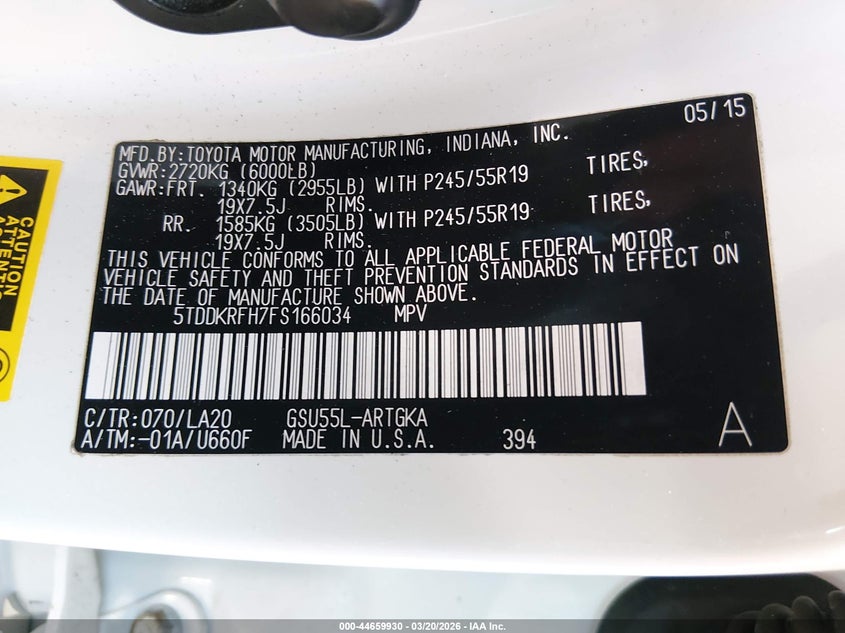 05/15
MFD.BY:TOYOTA MOTOR MANUFACTURING, INDIANA, INC.
GVWR:2720KG (6000LB)
GAWR:FRT. 1340KG (2955LB) WITH P245/55R19 TIRES,
19X7.5J RIMS.
RR. 1585KG (3505LB) WITH P245/55R19 TIRES,
19X7.5J RIMS.
THIS VEHICLE CONFORMS TO ALL APPLICABLE FEDERAL MOTOR
VEHICLE SAFETY AND THEFT PREVENTION STANDARDS IN EFFECT ON
THE DATE OF MANUFACTURE SHOWN ABOVE.
5TDDKRFH7FS166034 MPV
C/TR:070/LA20 GSU55L-ARTGKA
A/TM:-01A/U660F MADE IN U.S.A. 394 A
CAUTION
000-44659930 - 03/20/2026 - IAA Inc.